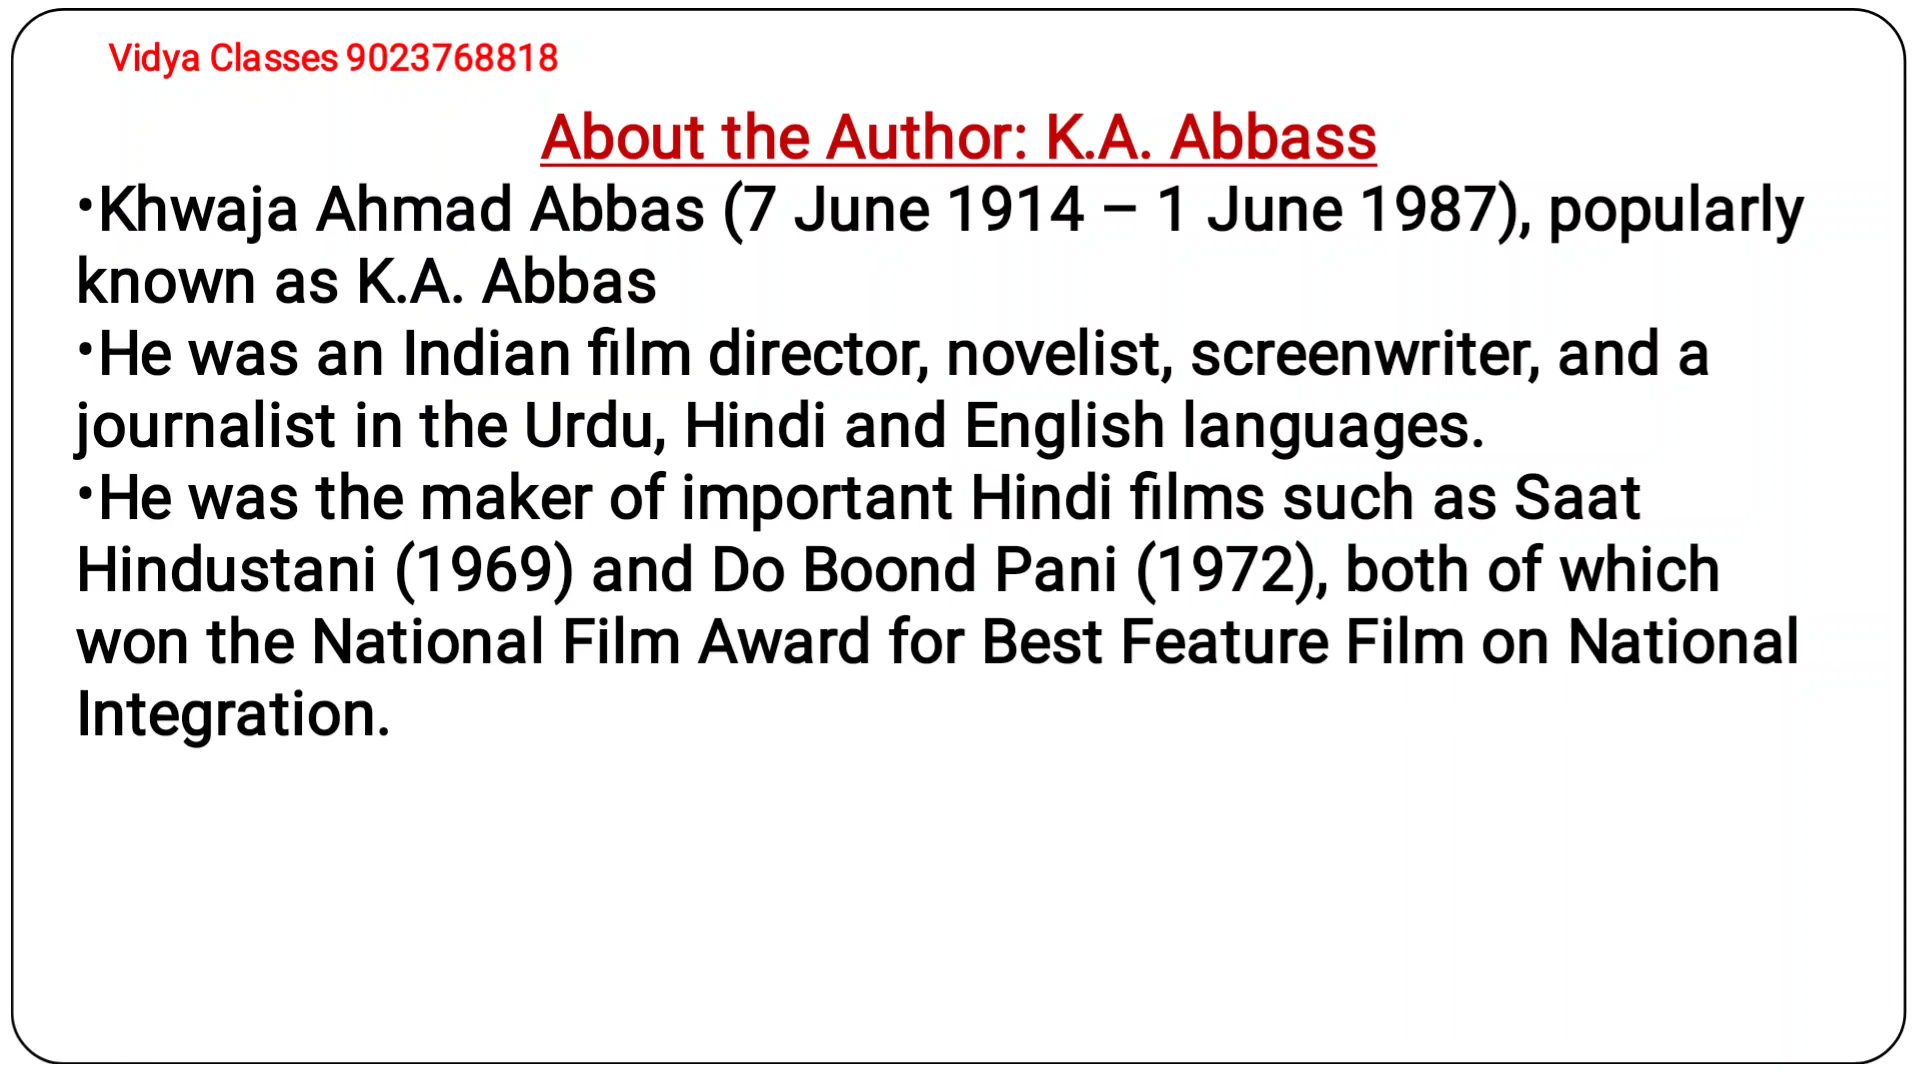 Vidya Classes 9023768818
About the Author: K.A. Abbass
•Khwaja Ahmad Abbas (7 June 1914 – 1 June 1987), popularly
known as K.A. Abbas
•He was an Indian film director, novelist, screenwriter, and a
journalist in the Urdu, Hindi and English languages.
•He was the maker of important Hindi films such as Saat
Hindustani (1969) and Do Boond Pani (1972), both of which
won the National Film Award for Best Feature Film on National
Integration.